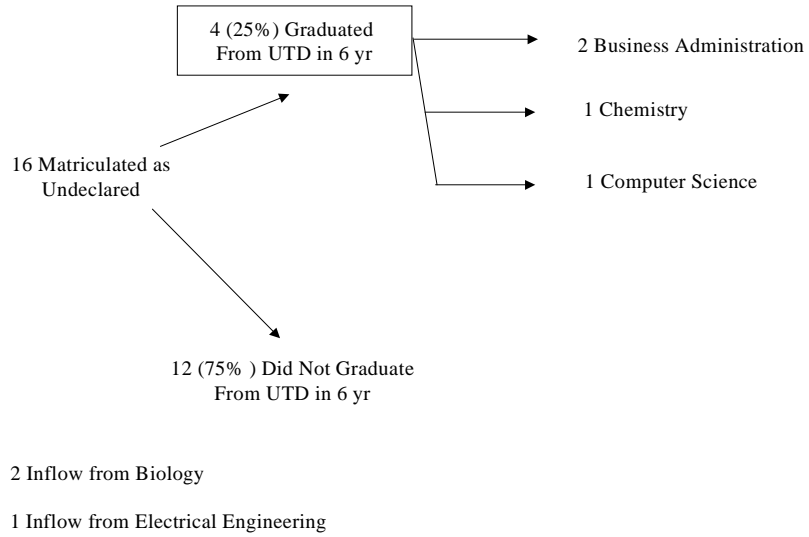 4 (25%) Graduated
From UTD in 6 yr
2 Business Administration
1 Chemistry
1 Computer Science
16 Matriculated as
Undeclared
12 (75% ) Did Not Graduate
From UTD in 6 yr
2 Inflow from Biology
1 Inflow from Electrical Engineering